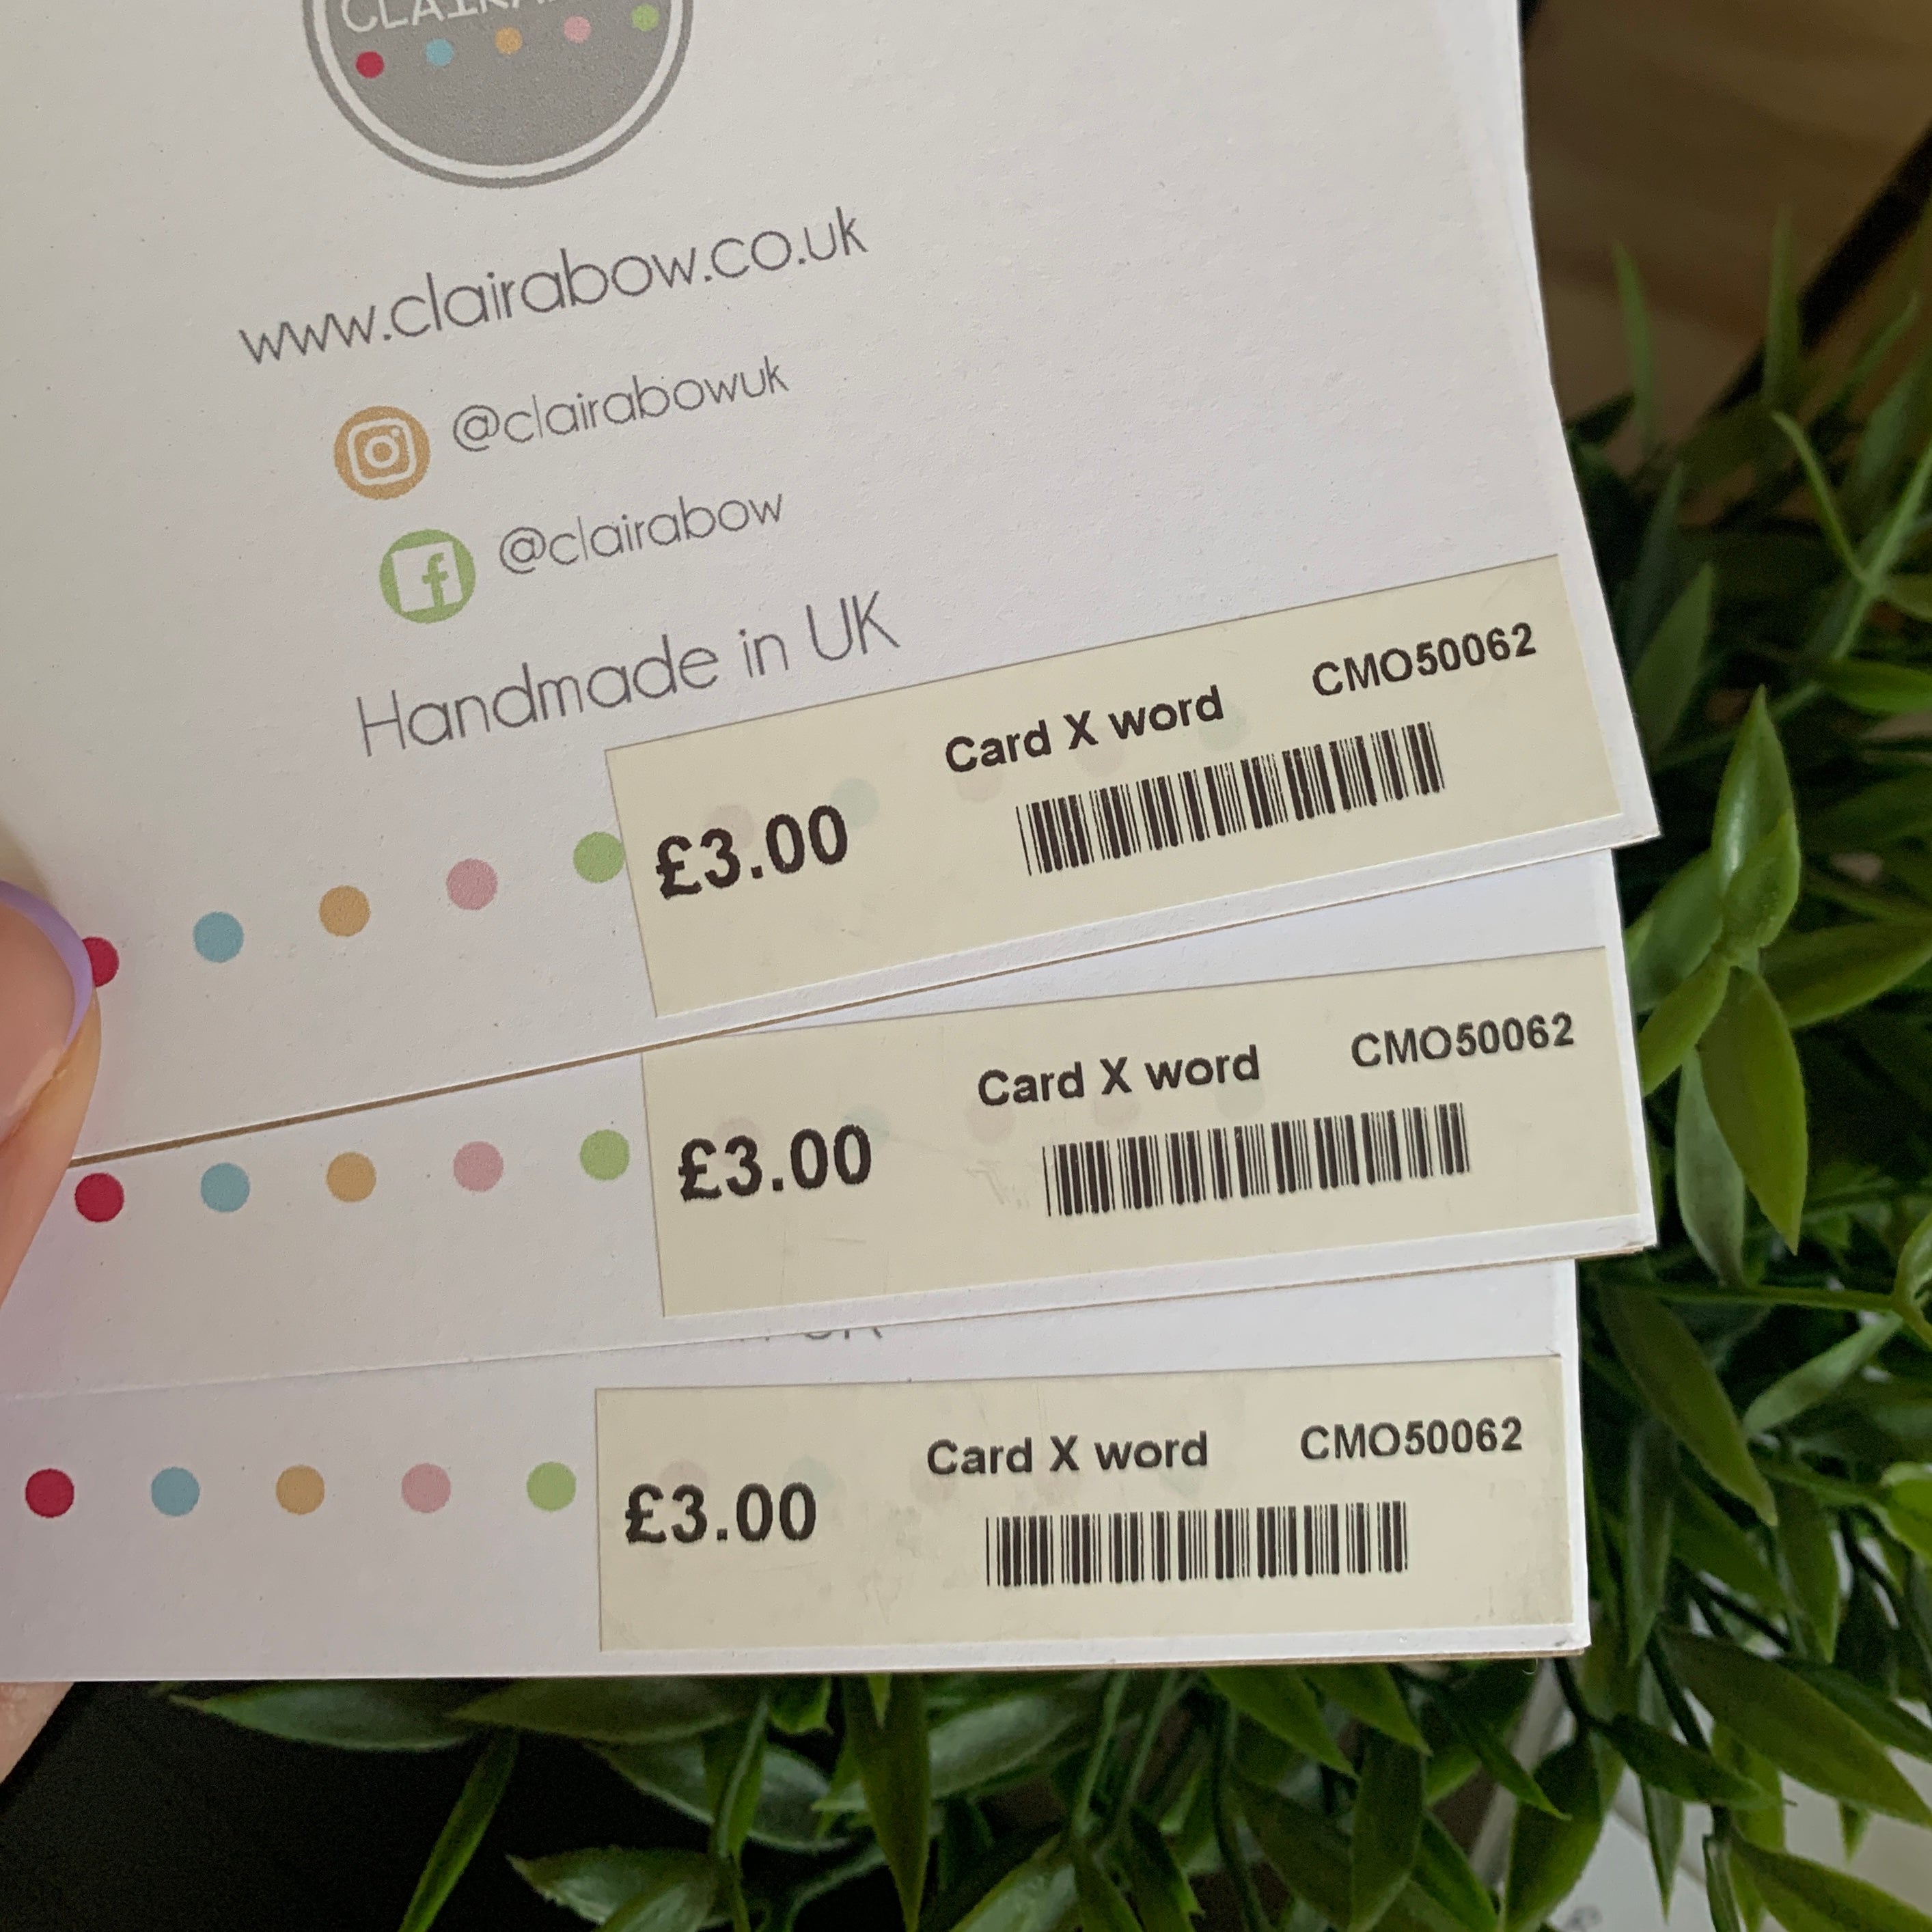 www.clairabow.co.uk
@clairabowuk
@clairabow
Handmade in UK
Card X word CMO50062
£3.00
Card X word CMO50062
£3.00
Card X word CMO50062
£3.00